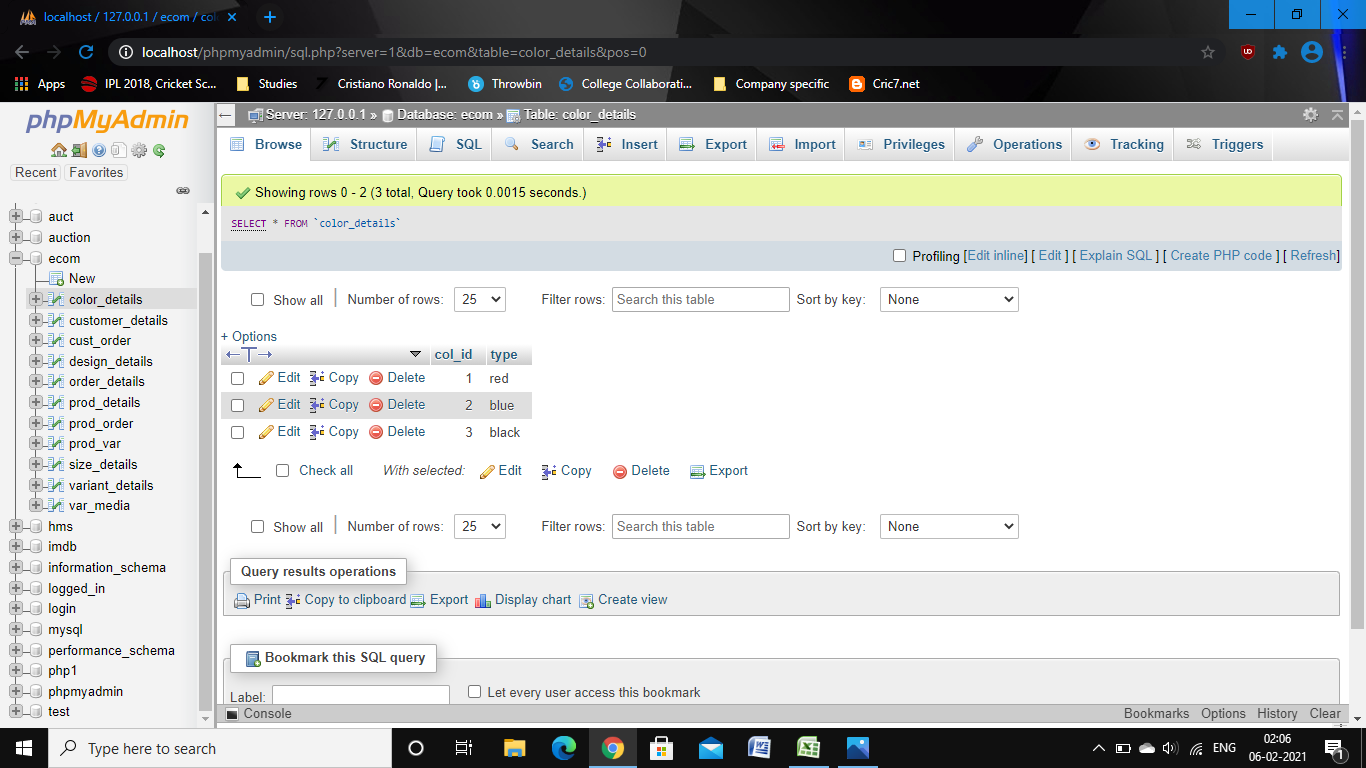 localhost / 127.0.0.1 / ecom / col
localhost/phpmyadmin/sql.php?server=1&db=ecom&table=color_details&pos=0
Apps IPL 2018, Cricket Sc... Studies Cristiano Ronaldo |... Throwbin College Collaborati... Company specific Cric7.net
phpMyAdmin
Recent Favorites
auct
auction
ecom
New
color_details
customer_details
cust_order
design_details
order_details
prod_details
prod_order
prod_var
size_details
variant_details
var_media
hms
imdb
information_schema
logged_in
login
mysql
performance_schema
php1
phpmyadmin
test
Server: 127.0.0.1 » Database: ecom » Table: color_details
Browse Structure SQL Search Insert Export Import Privileges Operations Tracking Triggers
Showing rows 0 - 2 (3 total, Query took 0.0015 seconds.)
SELECT * FROM `color_details`
Profiling [Edit inline] [ Edit ] [ Explain SQL ] [ Create PHP code ] [ Refresh]
Show all | Number of rows: 25 Filter rows: Search this table Sort by key: None
+ Options
←T→ col_id type
Edit Copy Delete 1 red
Edit Copy Delete 2 blue
Edit Copy Delete 3 black
Check all With selected: Edit Copy Delete Export
Show all | Number of rows: 25 Filter rows: Search this table Sort by key: None
Query results operations
Print Copy to clipboard Export Display chart Create view
Bookmark this SQL query
Label: Let every user access this bookmark
Console Bookmarks Options History Clear
Type here to search
ENG
02:06
06-02-2021
1